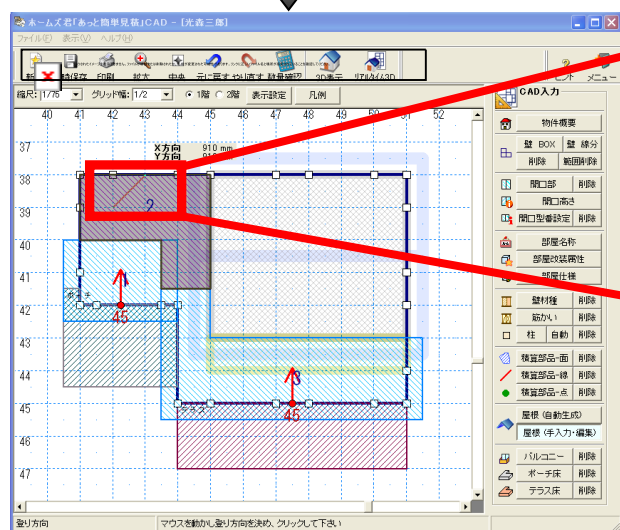 ホームズ君「あっと簡単見積」CAD - [光森三郎]
ファイル(F) 表示(V) ヘルプ(H)
保存 印刷 拡大 中央 元に戻す やり直す 数量確認 3D表示 リアルタイム3D ヒント メニュー
縮尺: 1/75 グリッド幅: 1/2 1階 2階 表示設定 凡例
CAD入力
40 41 42 43 44 45 46 47 48 49 50 51 52
X方向 910 mm
Y方向
37
38
39
40
41
42
43
44
45
46
47
2
1
3
45
45
ポーチ
テラス
物件概要
壁 BOX 壁 線分
削除 範囲削除
開口部 削除
開口高さ
開口型番設定 削除
部屋名称
部屋改装属性
部屋仕様
壁材種 削除
筋かい 削除
柱 自動 削除
積算部品-面 削除
積算部品-線 削除
積算部品-点 削除
屋根(自動生成)
屋根(手入力・編集)
バルコニー 削除
ポーチ床 削除
テラス床 削除
登り方向 マウスを動かし登り方向を決め、クリックして下さい